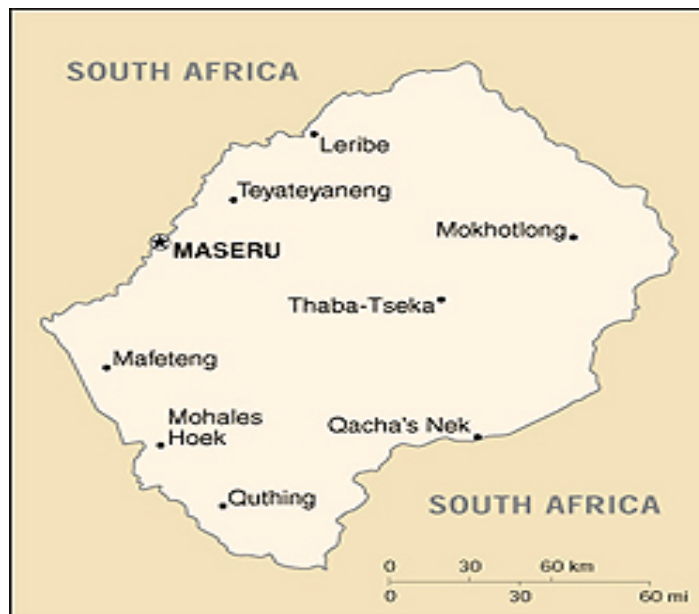 SOUTH AFRICA
Leribe
Teyateyaneng
Mokhotlong
MASERU
Thaba-Tseka
Mafeteng
Mohales
Hoek
Qacha's Nek
Quthing
SOUTH AFRICA
0 30 60 km
0 30 60 mi